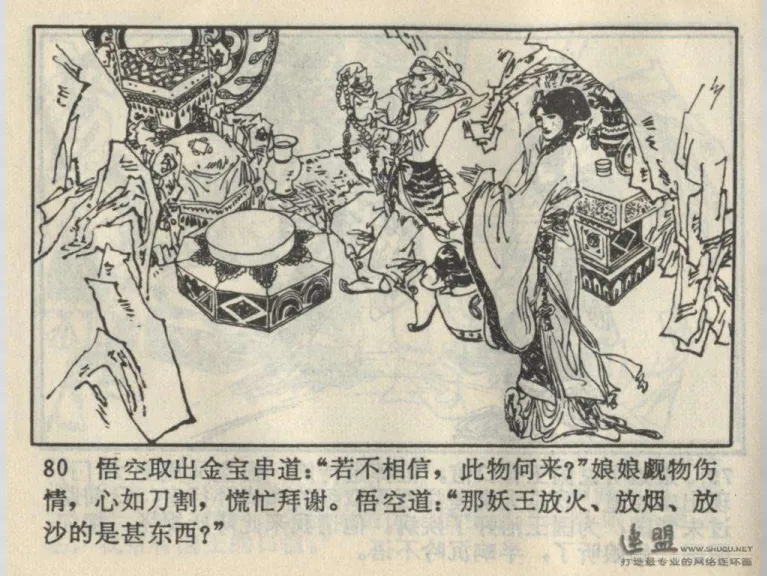 80 悟空取出金宝串道：“若不相信，此物何来？”娘娘觑物伤
情，心如刀割，慌忙拜谢。悟空道：“那妖王放火、放烟、放
沙的是甚东西？”
连盟 WWW.SHUQU.NET
打造最专业的网络连环画